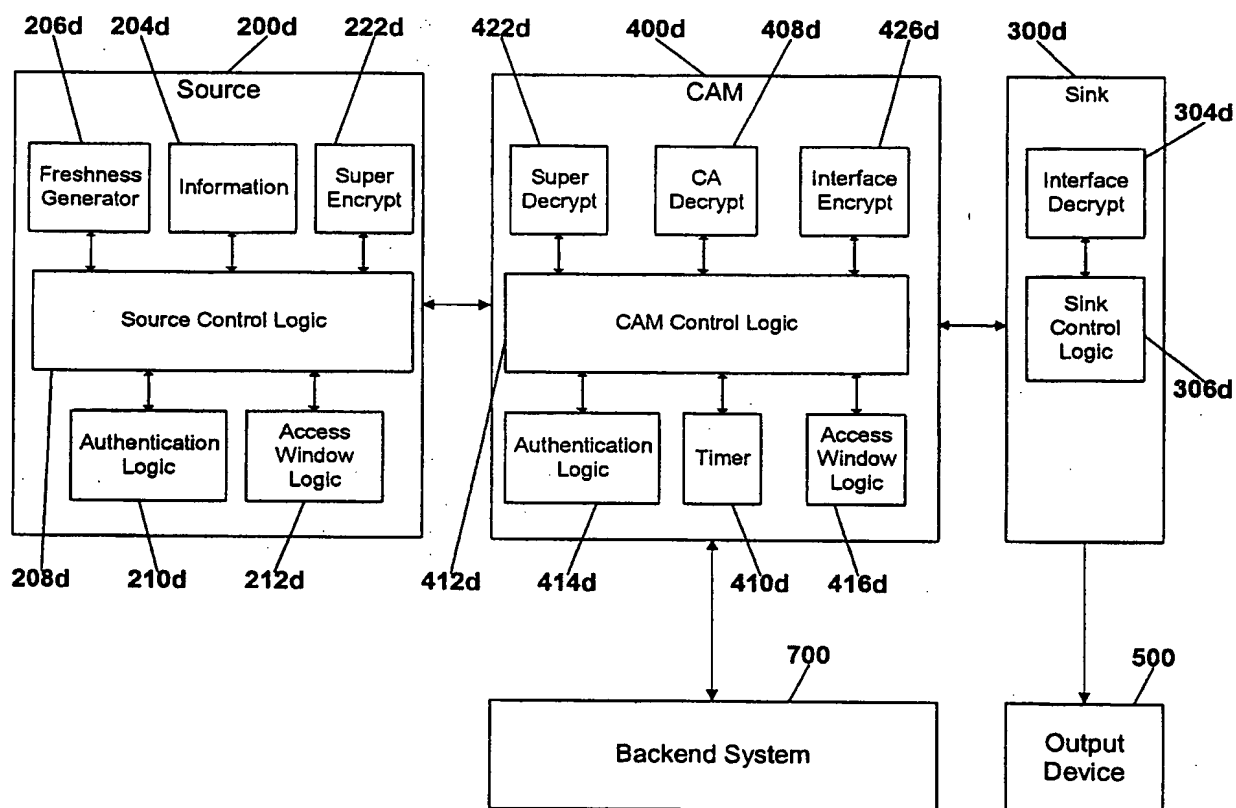 206d 204d 200d 222d 422d 400d 408d 426d 300d
Source
CAM
Sink
304d
Freshness
Generator
Information
Super
Encrypt
Super
Decrypt
CA
Decrypt
Interface
Encrypt
Interface
Decrypt
Source Control Logic
CAM Control Logic
Sink
Control
Logic
306d
Authentication
Logic
Access
Window
Logic
Authentication
Logic
Timer
Access
Window
Logic
208d 210d 212d 412d 414d 410d 416d
700
500
Backend System
Output
Device